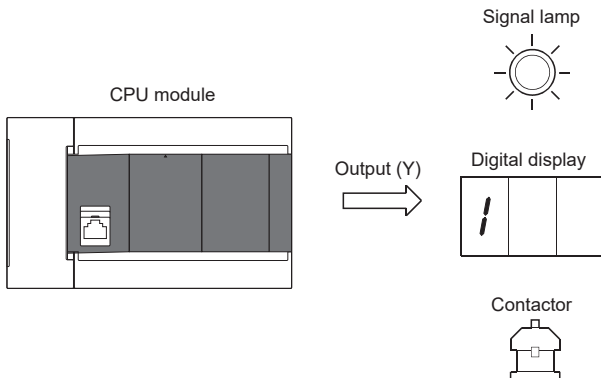 Signal lamp
CPU module
Output (Y)
Digital display
1
Contactor